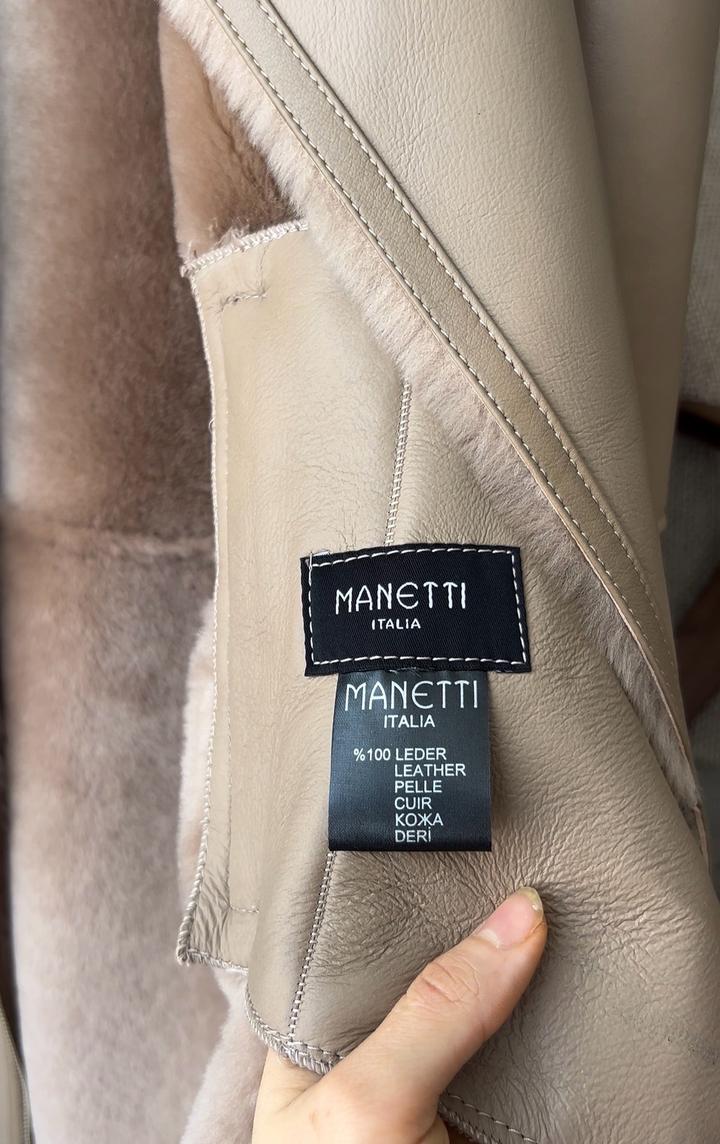 MANETTI
ITALIA
MANETTI
ITALIA
%100 LEDER
LEATHER
PELLE
CUIR
КОЖА
DERİ